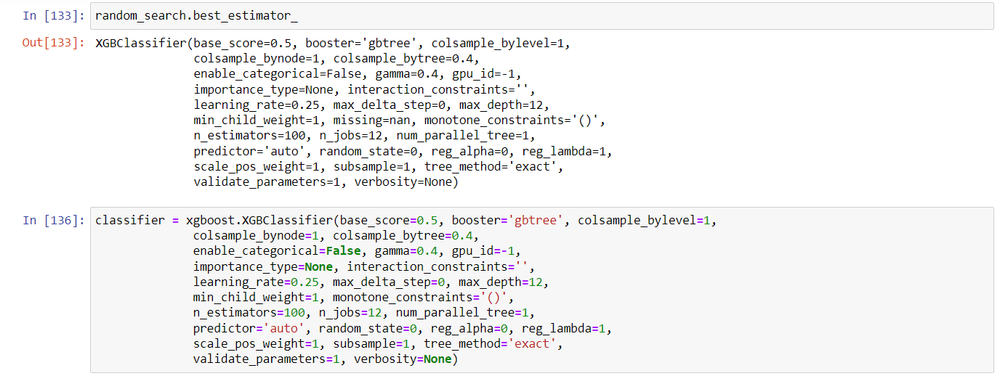 In [133]: random_search.best_estimator_
Out[133]: XGBClassifier(base_score=0.5, booster='gbtree', colsample_bylevel=1,
colsample_bynode=1, colsample_bytree=0.4,
enable_categorical=False, gamma=0.4, gpu_id=-1,
importance_type=None, interaction_constraints='',
learning_rate=0.25, max_delta_step=0, max_depth=12,
min_child_weight=1, missing=nan, monotone_constraints='()',
n_estimators=100, n_jobs=12, num_parallel_tree=1,
predictor='auto', random_state=0, reg_alpha=0, reg_lambda=1,
scale_pos_weight=1, subsample=1, tree_method='exact',
validate_parameters=1, verbosity=None)
In [136]: classifier = xgboost.XGBClassifier(base_score=0.5, booster='gbtree', colsample_bylevel=1,
colsample_bynode=1, colsample_bytree=0.4,
enable_categorical=False, gamma=0.4, gpu_id=-1,
importance_type=None, interaction_constraints='',
learning_rate=0.25, max_delta_step=0, max_depth=12,
min_child_weight=1, monotone_constraints='()',
n_estimators=100, n_jobs=12, num_parallel_tree=1,
predictor='auto', random_state=0, reg_alpha=0, reg_lambda=1,
scale_pos_weight=1, subsample=1, tree_method='exact',
validate_parameters=1, verbosity=None)